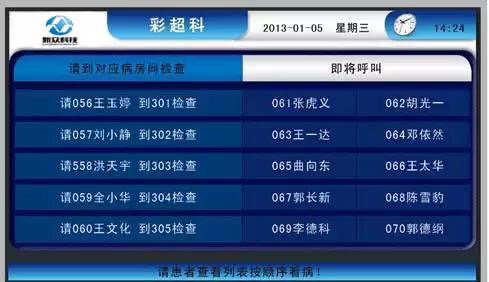 新众科技
彩超科
2013-01-05 星期三
14:24
请到对应病房间检查
即将呼叫
请056王玉婷 到301检查
061张虎义
062胡光一
请057刘小静 到302检查
063王一达
064邓依然
请558洪天宇 到303检查
065曲向东
066王太华
请059全小华 到304检查
067郭长新
068陈雪豹
请060王文化 到305检查
069李德科
070郭德纲
请患者查看列表按顺序看病！